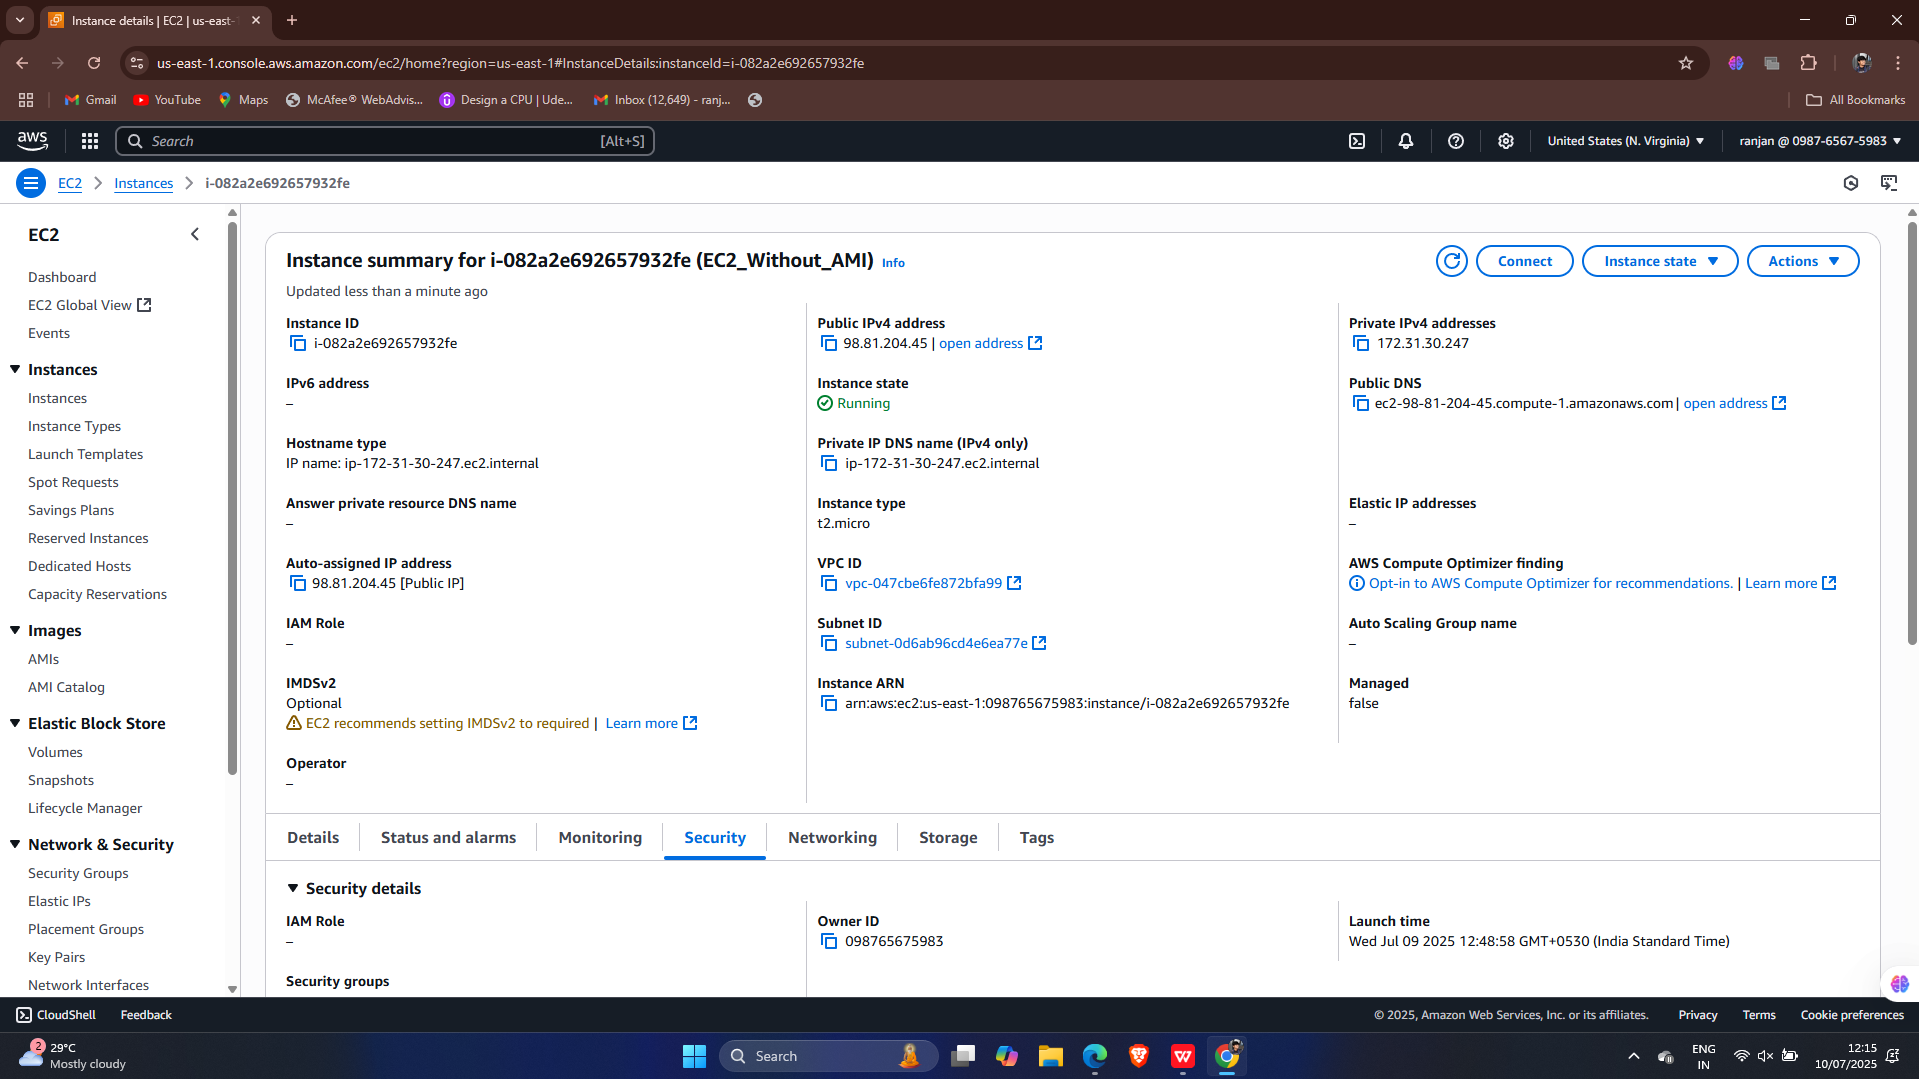 Instance details | EC2 | us-east-
us-east-1.console.aws.amazon.com/ec2/home?region=us-east-1#InstanceDetails:instanceId=i-082a2e692657932fe
Gmail YouTube Maps McAfee® WebAdvis... Design a CPU | Ude... Inbox (12,649) - ranj... All Bookmarks
aws Search [Alt+S] United States (N. Virginia) ranjan @ 0987-6567-5983
EC2 Instances i-082a2e692657932fe
EC2
Dashboard
EC2 Global View
Events
Instances
Instances
Instance Types
Launch Templates
Spot Requests
Savings Plans
Reserved Instances
Dedicated Hosts
Capacity Reservations
Images
AMIs
AMI Catalog
Elastic Block Store
Volumes
Snapshots
Lifecycle Manager
Network & Security
Security Groups
Elastic IPs
Placement Groups
Key Pairs
Network Interfaces
Instance summary for i-082a2e692657932fe (EC2_Without_AMI) Info
Connect Instance state Actions
Updated less than a minute ago
Instance ID
i-082a2e692657932fe
IPv6 address
–
Hostname type
IP name: ip-172-31-30-247.ec2.internal
Answer private resource DNS name
–
Auto-assigned IP address
98.81.204.45 [Public IP]
IAM Role
–
IMDSv2
Optional
EC2 recommends setting IMDSv2 to required | Learn more
Operator
–
Public IPv4 address
98.81.204.45 | open address
Instance state
Running
Private IP DNS name (IPv4 only)
ip-172-31-30-247.ec2.internal
Instance type
t2.micro
VPC ID
vpc-047cbe6fe872bfa99
Subnet ID
subnet-0d6ab96cd4e6ea77e
Instance ARN
arn:aws:ec2:us-east-1:098765675983:instance/i-082a2e692657932fe
Private IPv4 addresses
172.31.30.247
Public DNS
ec2-98-81-204-45.compute-1.amazonaws.com | open address
Elastic IP addresses
–
AWS Compute Optimizer finding
Opt-in to AWS Compute Optimizer for recommendations. | Learn more
Auto Scaling Group name
–
Managed
false
Details Status and alarms Monitoring Security Networking Storage Tags
Security details
IAM Role
–
Owner ID
098765675983
Launch time
Wed Jul 09 2025 12:48:58 GMT+0530 (India Standard Time)
Security groups
CloudShell Feedback © 2025, Amazon Web Services, Inc. or its affiliates. Privacy Terms Cookie preferences
2
29°C
Mostly cloudy
Search
W
ENG
IN
12:15
10/07/2025